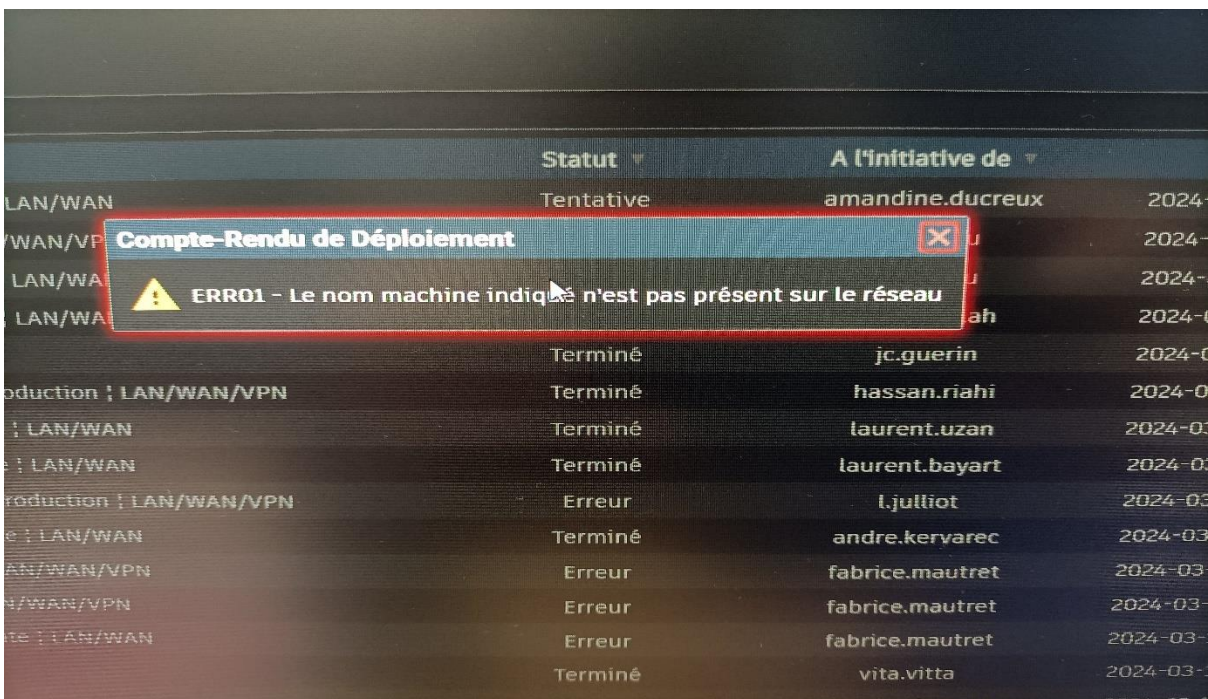 Statut A l'initiative de
LAN/WAN Tentative amandine.ducreux 2024-
/WAN/VP u 2024-
Compte-Rendu de Déploiement
LAN/WA u 2024-
ERR01 - Le nom machine indiqué n'est pas présent sur le réseau
LAN/WA ah 2024-0
Terminé jc.guerin 2024-0
oduction ¦ LAN/WAN/VPN Terminé hassan.riahi 2024-0
¦ LAN/WAN Terminé laurent.uzan 2024-03
e ¦ LAN/WAN Terminé laurent.bayart 2024-03
roduction ¦ LAN/WAN/VPN Erreur l.julliot 2024-03
e ¦ LAN/WAN Terminé andre.kervarec 2024-03
AN/WAN/VPN Erreur fabrice.mautret 2024-03-
N/WAN/VPN Erreur fabrice.mautret 2024-03-
te ¦ LAN/WAN Erreur fabrice.mautret 2024-03-
Terminé vita.vitta 2024-03-